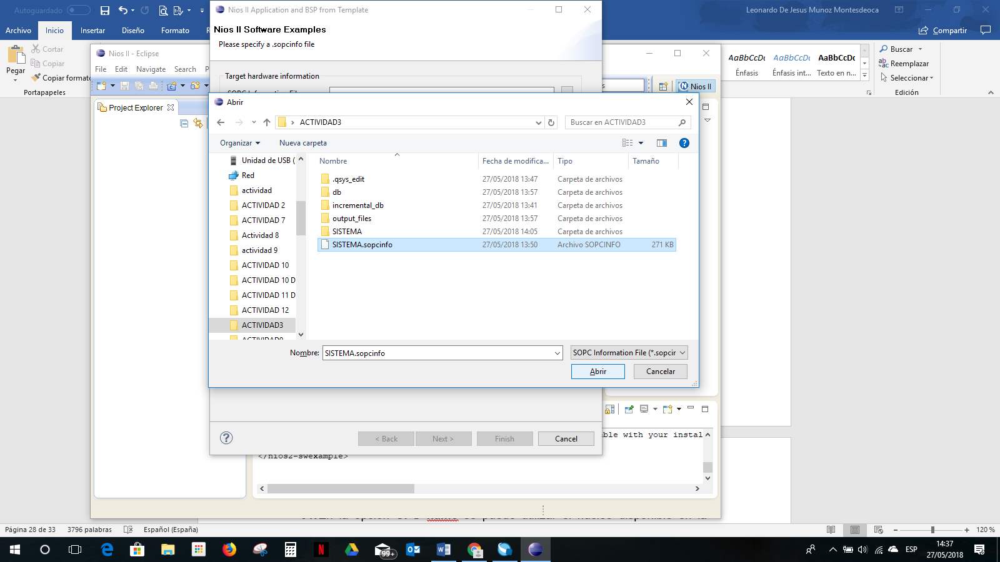 Autoguardado
Leonardo De Jesus Munoz Montesdeoca
Archivo Inicio Insertar Diseño Formato
Compartir
Cortar
Copiar
Pegar
Copiar formato
Portapapeles
AaBbCcDc AaBbCcDc AaBbCcDc
Énfasis Énfasis int... Texto en n...
Buscar
Reemplazar
Seleccionar
Edición
Nios II - Eclipse
File Edit Navigate Search
Nios II
Project Explorer
Nios II Application and BSP from Template
Nios II Software Examples
Please specify a .sopcinfo file
Target hardware information
Abrir
ACTIVIDAD3
Buscar en ACTIVIDAD3
Organizar Nueva carpeta
Unidad de USB (
Red
actividad
ACTIVIDAD 2
ACTIVIDAD 7
Actividad 8
actividad 9
ACTIVIDAD 10
ACTIVIDAD 10 D
ACTIVIDAD 11 D
ACTIVIDAD 12
ACTIVIDAD3
Nombre Fecha de modifica... Tipo Tamaño
.qsys_edit 27/05/2018 13:47 Carpeta de archivos
db 27/05/2018 13:57 Carpeta de archivos
incremental_db 27/05/2018 13:41 Carpeta de archivos
output_files 27/05/2018 13:57 Carpeta de archivos
SISTEMA 27/05/2018 14:05 Carpeta de archivos
SISTEMA.sopcinfo 27/05/2018 13:50 Archivo SOPCINFO 271 KB
Nombre: SISTEMA.sopcinfo SOPC Information File (*.sopcir
Abrir Cancelar
< Back Next > Finish Cancel
ble with your instal
</nios2-swexample>
Página 28 de 33 3796 palabras Español (España)
120 %
99+
ESP
14:37
27/05/2018